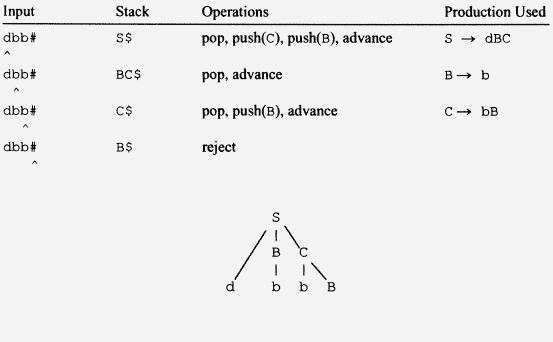 Input Stack Operations Production Used
dbb# S$ pop, push(C), push(B), advance S → dBC
^
dbb# BC$ pop, advance B → b
^
dbb# C$ pop, push(B), advance C → bB
^
dbb# B$ reject
^
S
B C
d b b B